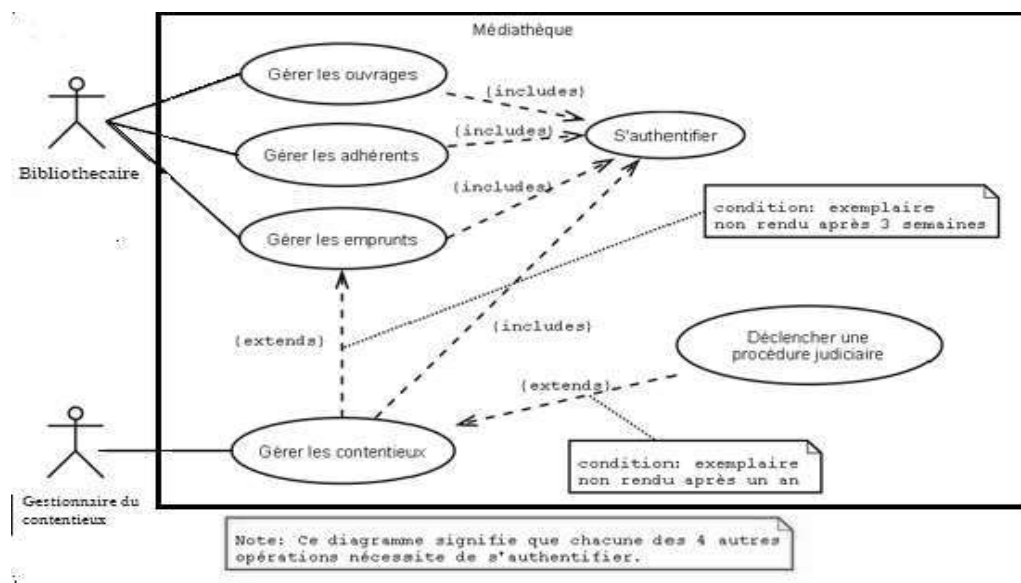 Médiathèque
Gérer les ouvrages
{includes}
Gérer les adhérents
{includes}
S'authentifier
Bibliothecaire
{includes}
condition: exemplaire
non rendu après 3 semaines
Gérer les emprunts
{extends}
{includes}
Déclencher une
procédure judiciaire
{extends}
Gérer les contentieux
condition: exemplaire
non rendu après un an
Gestionnaire du
contentieux
Note: Ce diagramme signifie que chacune des 4 autres
opérations nécessite de s'authentifier.